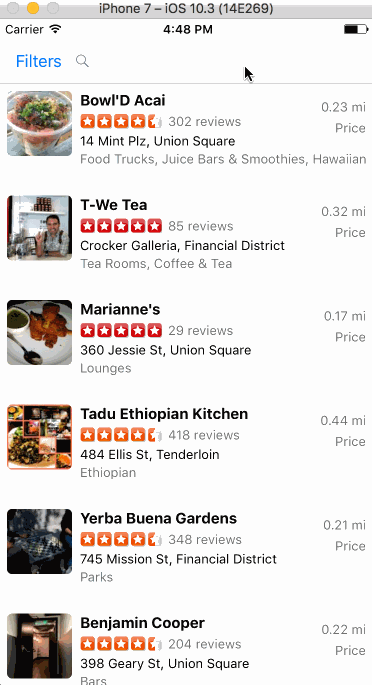 iPhone 7 – iOS 10.3 (14E269)
Carrier 4:48 PM
Filters
Bowl'D Acai
0.23 mi
302 reviews
Price
14 Mint Plz, Union Square
Food Trucks, Juice Bars & Smoothies, Hawaiian
T-We Tea
0.32 mi
85 reviews
Price
Crocker Galleria, Financial District
Tea Rooms, Coffee & Tea
Marianne's
0.17 mi
29 reviews
Price
360 Jessie St, Union Square
Lounges
Tadu Ethiopian Kitchen
0.44 mi
418 reviews
Price
484 Ellis St, Tenderloin
Ethiopian
Yerba Buena Gardens
0.21 mi
348 reviews
Price
745 Mission St, Financial District
Parks
Benjamin Cooper
0.22 mi
204 reviews
Price
398 Geary St, Union Square
Bars